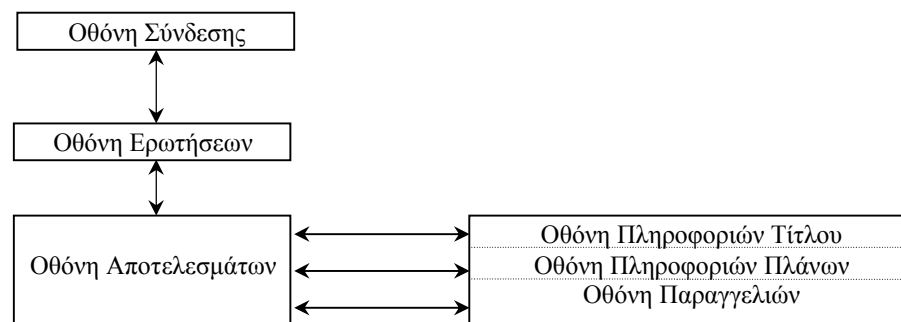 Οθόνη Σύνδεσης
Οθόνη Ερωτήσεων
Οθόνη Αποτελεσμάτων
Οθόνη Πληροφοριών Τίτλου
Οθόνη Πληροφοριών Πλάνων
Οθόνη Παραγγελιών